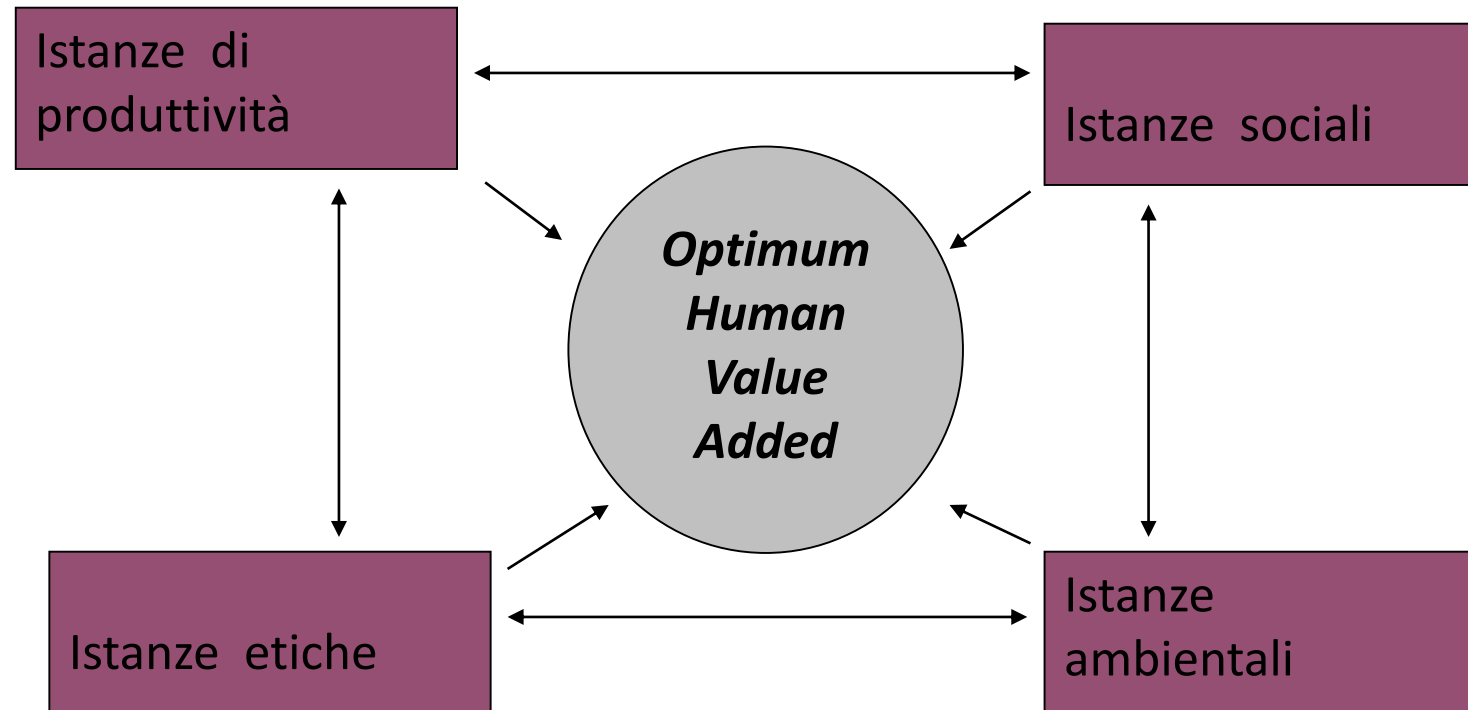 Istanze di
produttività
Istanze sociali
Optimum
Human
Value
Added
Istanze etiche
Istanze
ambientali